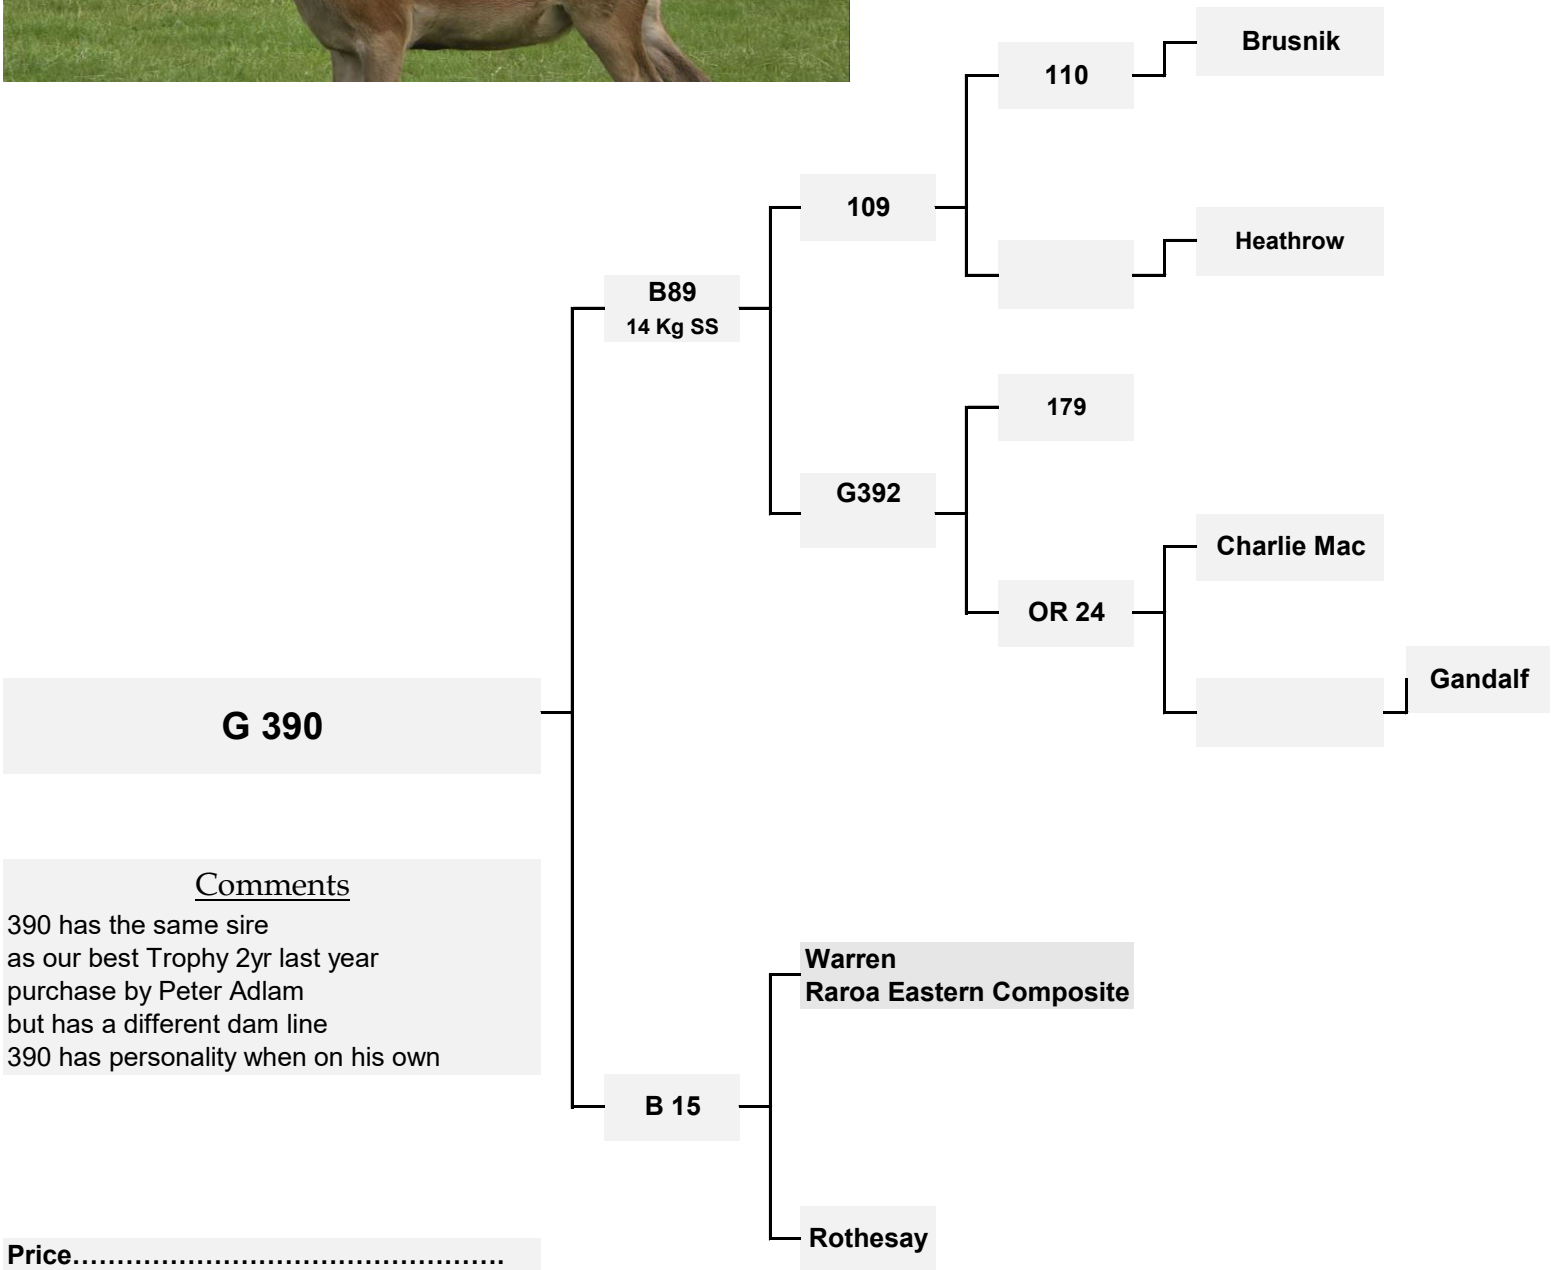 Brusnik
110
109
Heathrow
B89
14 Kg SS
179
G392
Charlie Mac
OR 24
Gandalf
G 390
Comments
390 has the same sire
as our best Trophy 2yr last year
purchase by Peter Adlam
but has a different dam line
390 has personality when on his own
Warren
Raroa Eastern Composite
B 15
Rothesay
Price………………………………………….